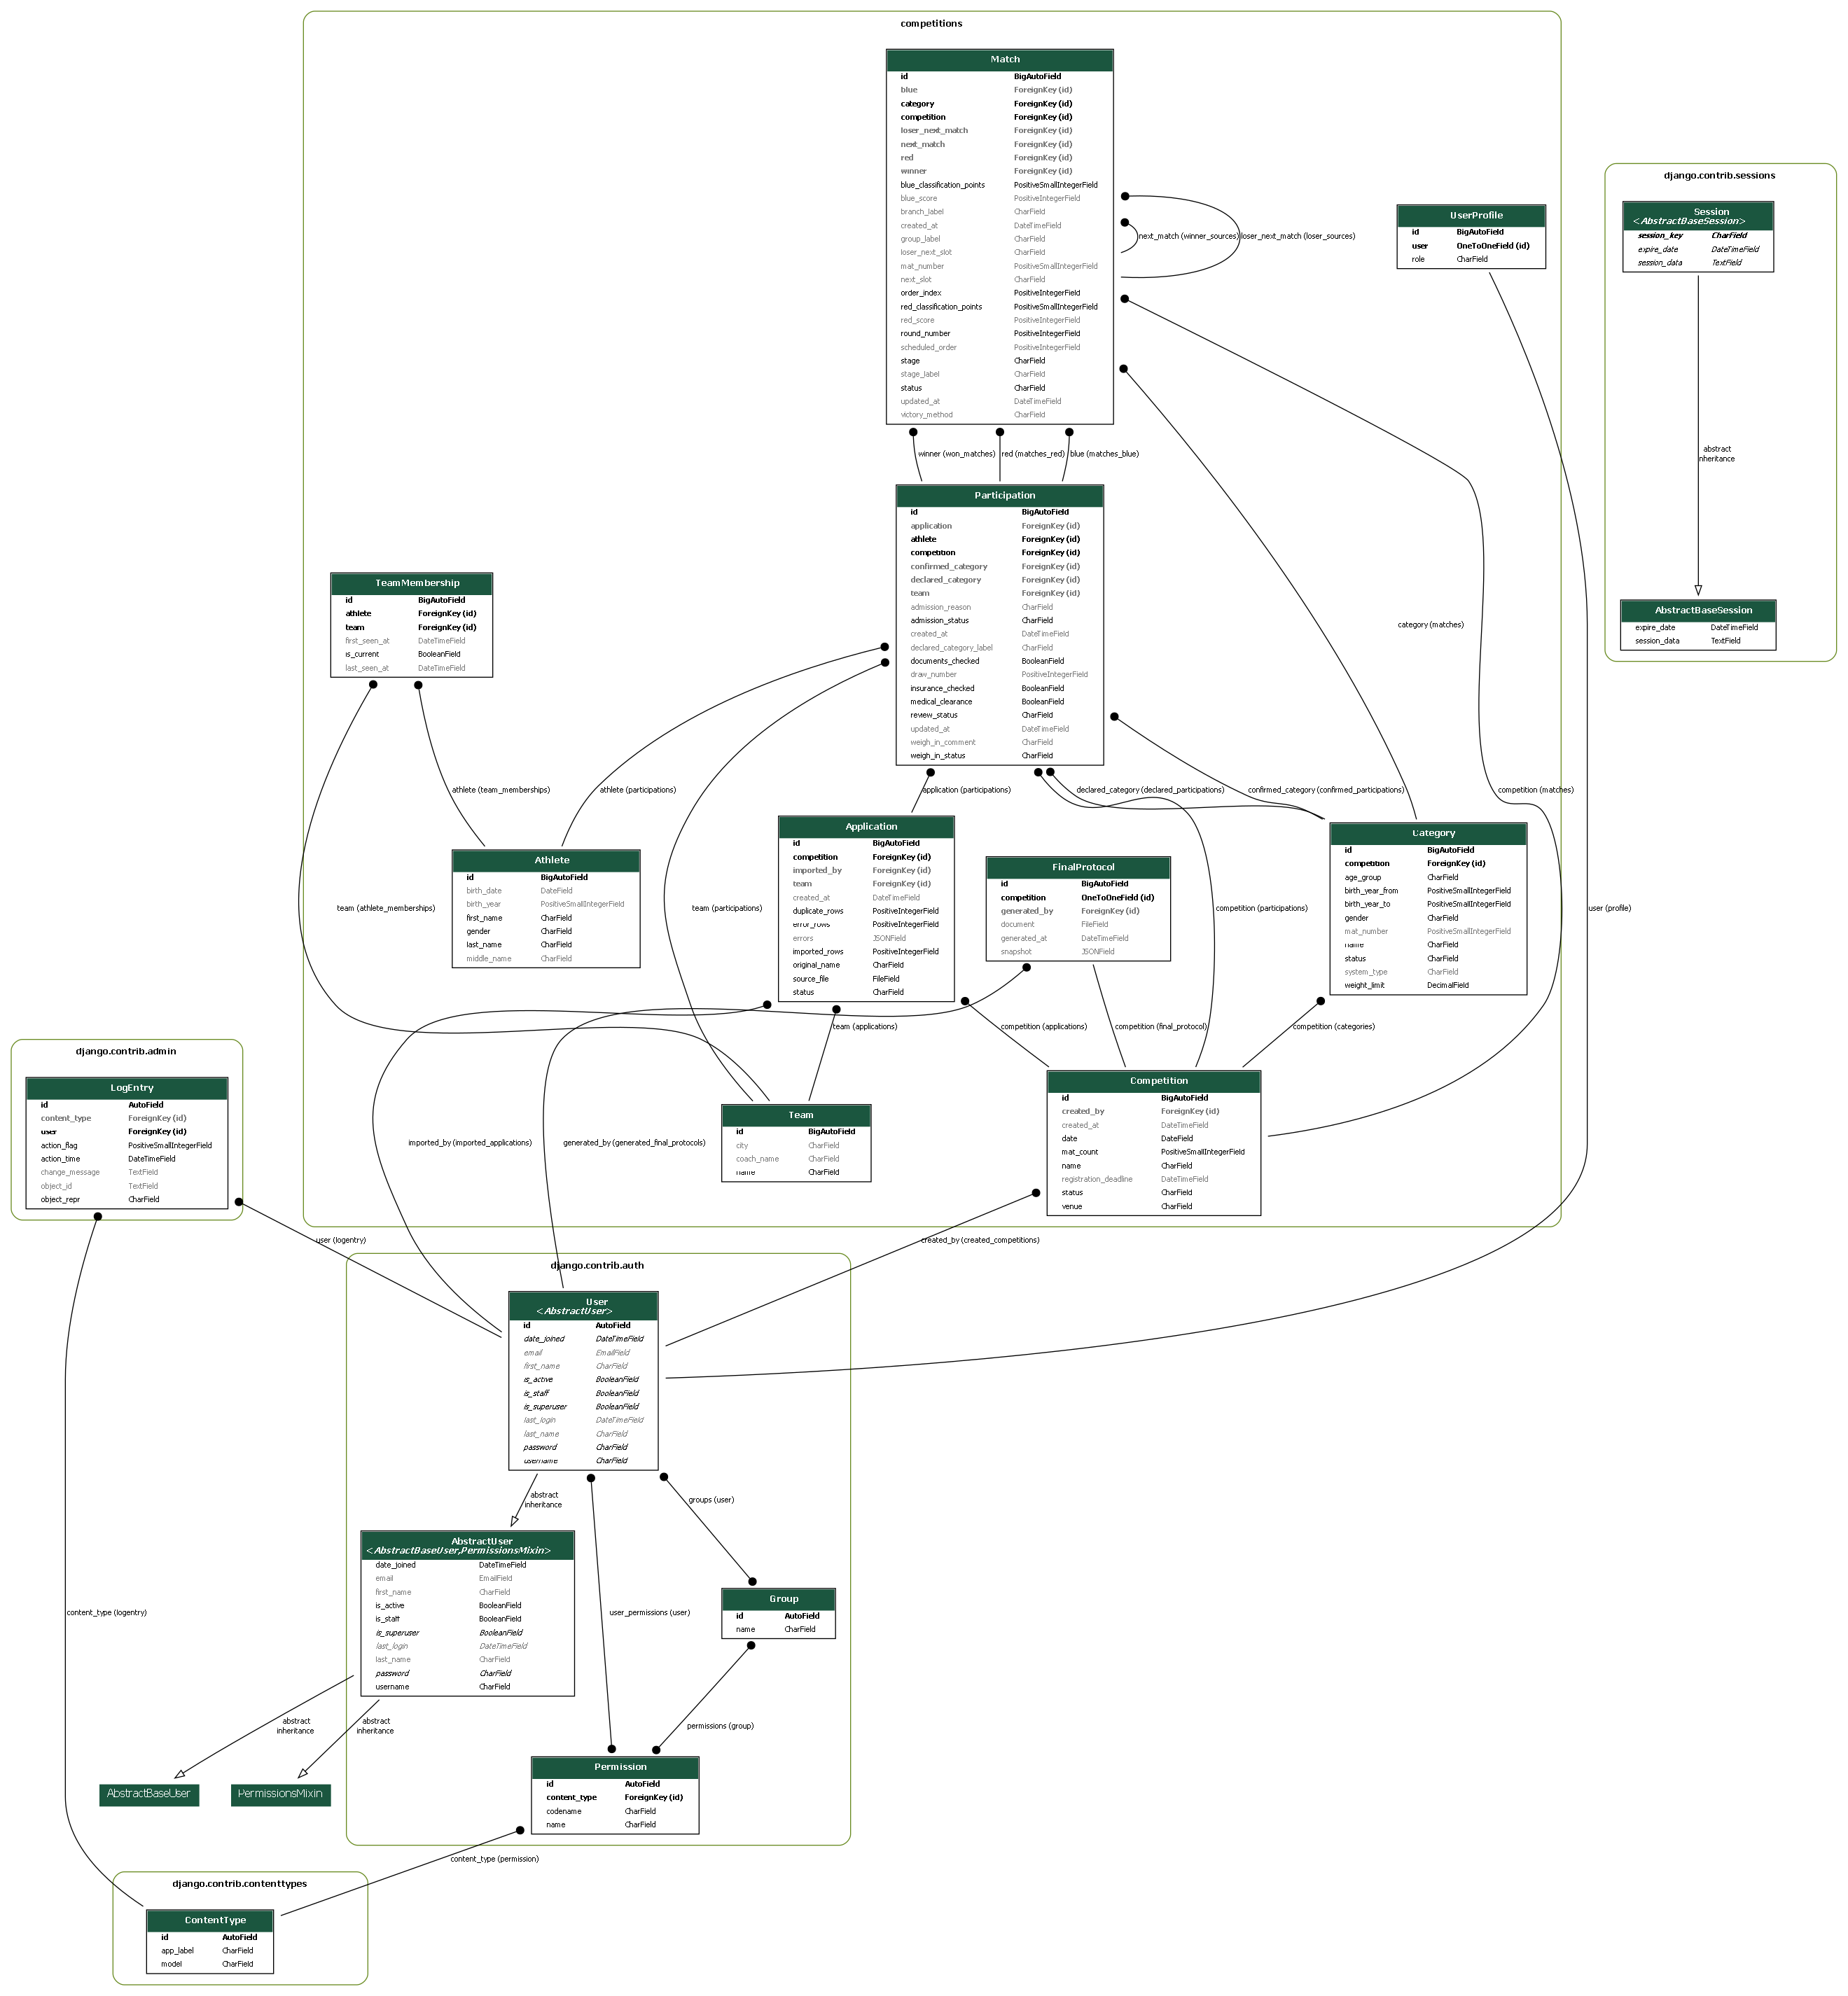 competitions
Match
id BigAutoField
blue ForeignKey (id)
category ForeignKey (id)
competition ForeignKey (id)
loser_next_match ForeignKey (id)
next_match ForeignKey (id)
red ForeignKey (id)
winner ForeignKey (id)
blue_classification_points PositiveSmallIntegerField
blue_score PositiveIntegerField
branch_label CharField
created_at DateTimeField
group_label CharField
loser_next_slot CharField
mat_number PositiveSmallIntegerField
next_slot CharField
order_index PositiveIntegerField
red_classification_points PositiveSmallIntegerField
red_score PositiveIntegerField
round_number PositiveIntegerField
scheduled_order PositiveIntegerField
stage CharField
stage_label CharField
status CharField
updated_at DateTimeField
victory_method CharField
next_match (winner_sources)
loser_next_match (loser_sources)
UserProfile
id BigAutoField
user OneToOneField (id)
role CharField
django.contrib.sessions
Session
<AbstractBaseSession>
session_key CharField
expire_date DateTimeField
session_data TextField
abstract
inheritance
AbstractBaseSession
expire_date DateTimeField
session_data TextField
winner (won_matches)
red (matches_red)
blue (matches_blue)
Participation
id BigAutoField
application ForeignKey (id)
athlete ForeignKey (id)
competition ForeignKey (id)
confirmed_category ForeignKey (id)
declared_category ForeignKey (id)
team ForeignKey (id)
admission_reason CharField
admission_status CharField
created_at DateTimeField
declared_category_label CharField
documents_checked BooleanField
draw_number PositiveIntegerField
insurance_checked BooleanField
medical_clearance BooleanField
review_status CharField
updated_at DateTimeField
weigh_in_comment CharField
weigh_in_status CharField
TeamMembership
id BigAutoField
athlete ForeignKey (id)
team ForeignKey (id)
first_seen_at DateTimeField
is_current BooleanField
last_seen_at DateTimeField
category (matches)
athlete (team_memberships)
athlete (participations)
application (participations)
declared_category (declared_participations)
confirmed_category (confirmed_participations)
competition (matches)
Athlete
id BigAutoField
birth_date DateField
birth_year PositiveSmallIntegerField
first_name CharField
gender CharField
last_name CharField
middle_name CharField
Application
id BigAutoField
competition ForeignKey (id)
imported_by ForeignKey (id)
team ForeignKey (id)
created_at DateTimeField
duplicate_rows PositiveIntegerField
error_rows PositiveIntegerField
errors JSONField
imported_rows PositiveIntegerField
original_name CharField
source_file FileField
status CharField
FinalProtocol
id BigAutoField
competition OneToOneField (id)
generated_by ForeignKey (id)
document FileField
generated_at DateTimeField
snapshot JSONField
Category
id BigAutoField
competition ForeignKey (id)
age_group CharField
birth_year_from PositiveSmallIntegerField
birth_year_to PositiveSmallIntegerField
gender CharField
mat_number PositiveSmallIntegerField
name CharField
status CharField
system_type CharField
weight_limit DecimalField
team (athlete_memberships)
team (participations)
competition (participations)
user (profile)
team (applications)
competition (applications)
competition (final_protocol)
competition (categories)
django.contrib.admin
LogEntry
id AutoField
content_type ForeignKey (id)
user ForeignKey (id)
action_flag PositiveSmallIntegerField
action_time DateTimeField
change_message TextField
object_id TextField
object_repr CharField
imported_by (imported_applications)
generated_by (generated_final_protocols)
Team
id BigAutoField
city CharField
coach_name CharField
name CharField
Competition
id BigAutoField
created_by ForeignKey (id)
created_at DateTimeField
date DateField
mat_count PositiveSmallIntegerField
name CharField
registration_deadline DateTimeField
status CharField
venue CharField
user (logentry)
created_by (created_competitions)
django.contrib.auth
User
<AbstractUser>
id AutoField
date_joined DateTimeField
email EmailField
first_name CharField
is_active BooleanField
is_staff BooleanField
is_superuser BooleanField
last_login DateTimeField
last_name CharField
password CharField
username CharField
abstract
inheritance
groups (user)
AbstractUser
<AbstractBaseUser,PermissionsMixin>
date_joined DateTimeField
email EmailField
first_name CharField
is_active BooleanField
is_staff BooleanField
is_superuser BooleanField
last_login DateTimeField
last_name CharField
password CharField
username CharField
content_type (logentry)
user_permissions (user)
Group
id AutoField
name CharField
abstract
inheritance
abstract
inheritance
permissions (group)
AbstractBaseUser
PermissionsMixin
Permission
id AutoField
content_type ForeignKey (id)
codename CharField
name CharField
content_type (permission)
django.contrib.contenttypes
ContentType
id AutoField
app_label CharField
model CharField